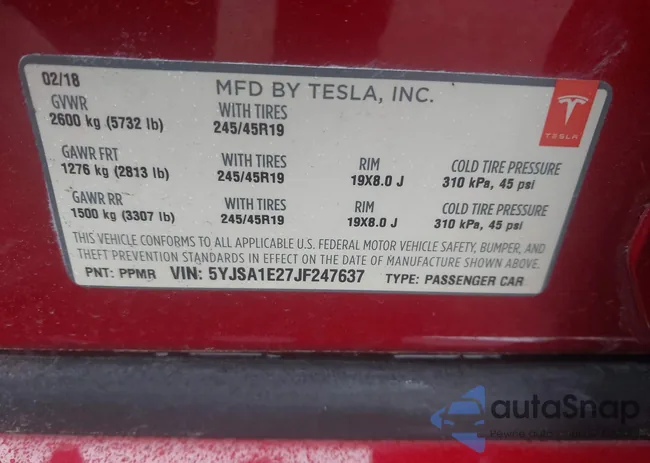 02/18 MFD BY TESLA, INC.
GVWR WITH TIRES
2600 kg (5732 lb) 245/45R19
TESLA
GAWR FRT WITH TIRES RIM COLD TIRE PRESSURE
1276 kg (2813 lb) 245/45R19 19X8.0 J 310 kPa, 45 psi
GAWR RR WITH TIRES RIM COLD TIRE PRESSURE
1500 kg (3307 lb) 245/45R19 19X8.0 J 310 kPa, 45 psi
THIS VEHICLE CONFORMS TO ALL APPLICABLE U.S. FEDERAL MOTOR VEHICLE SAFETY, BUMPER, AND
THEFT PREVENTION STANDARDS IN EFFECT ON THE DATE OF MANUFACTURE SHOWN ABOVE.
PNT: PPMR VIN: 5YJSA1E27JF247637 TYPE: PASSENGER CAR
autaSnap
Pewne auto